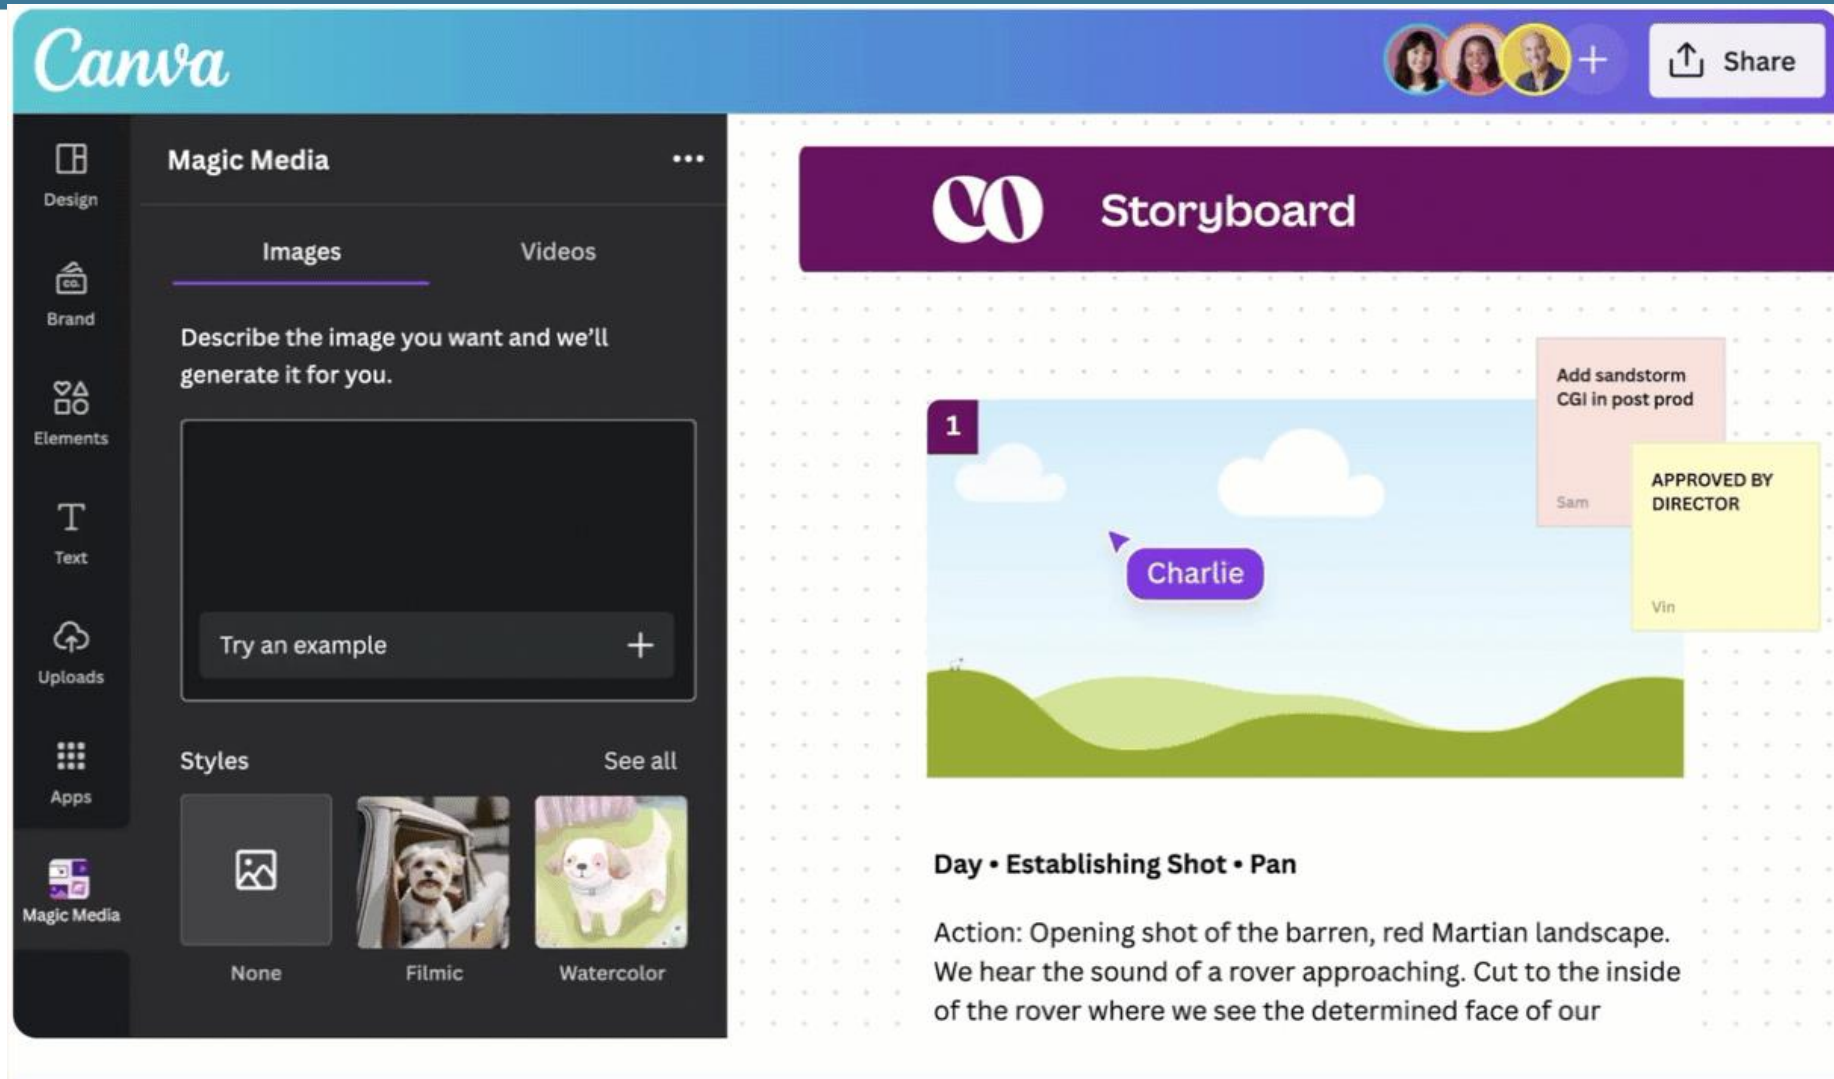 Canva
Share
Design
Brand
CO.
Elements
Text
Uploads
Apps
Magic Media
Magic Media
Images
Videos
Describe the image you want and we’ll
generate it for you.
Try an example
Styles
See all
None
Filmic
Watercolor
CO
Storyboard
1
Charlie
Add sandstorm
CGI in post prod
Sam
APPROVED BY
DIRECTOR
Vin
Day • Establishing Shot • Pan
Action: Opening shot of the barren, red Martian landscape.
We hear the sound of a rover approaching. Cut to the inside
of the rover where we see the determined face of our